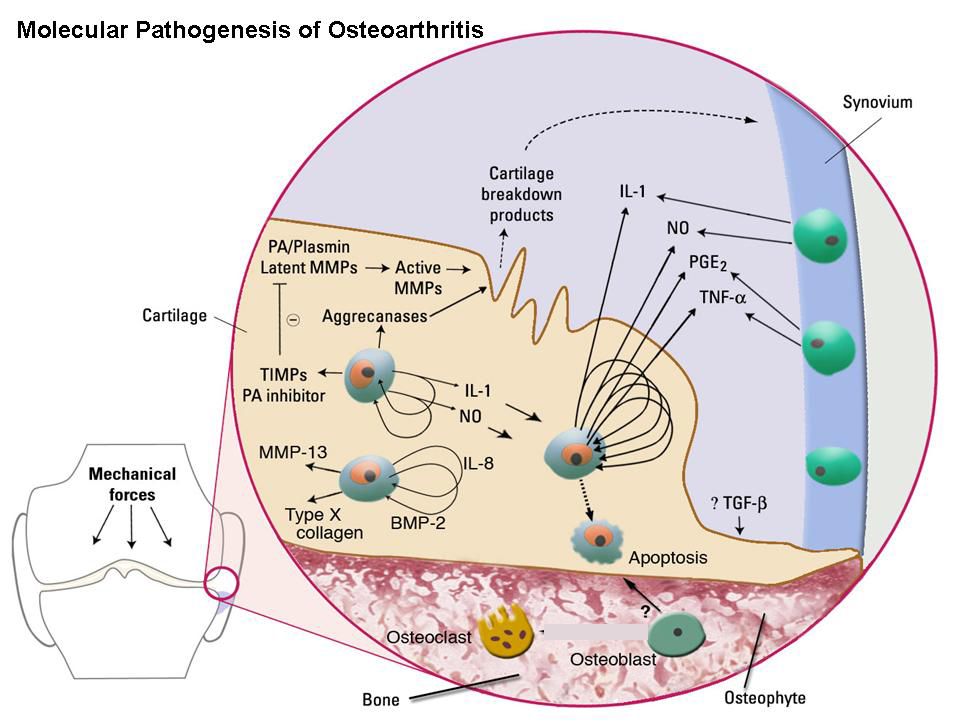 Molecular Pathogenesis of Osteoarthritis
Synovium
Cartilage
breakdown
products
IL-1
NO
PGE₂
TNF-α
PA/Plasmin
Latent MMPs
Active
MMPs
Cartilage
Aggrecanases
TIMPs
PA inhibitor
IL-1
NO
MMP-13
IL-8
Type X
collagen
BMP-2
Mechanical
forces
? TGF-β
Apoptosis
?
Osteoclast
Osteoblast
Bone
Osteophyte